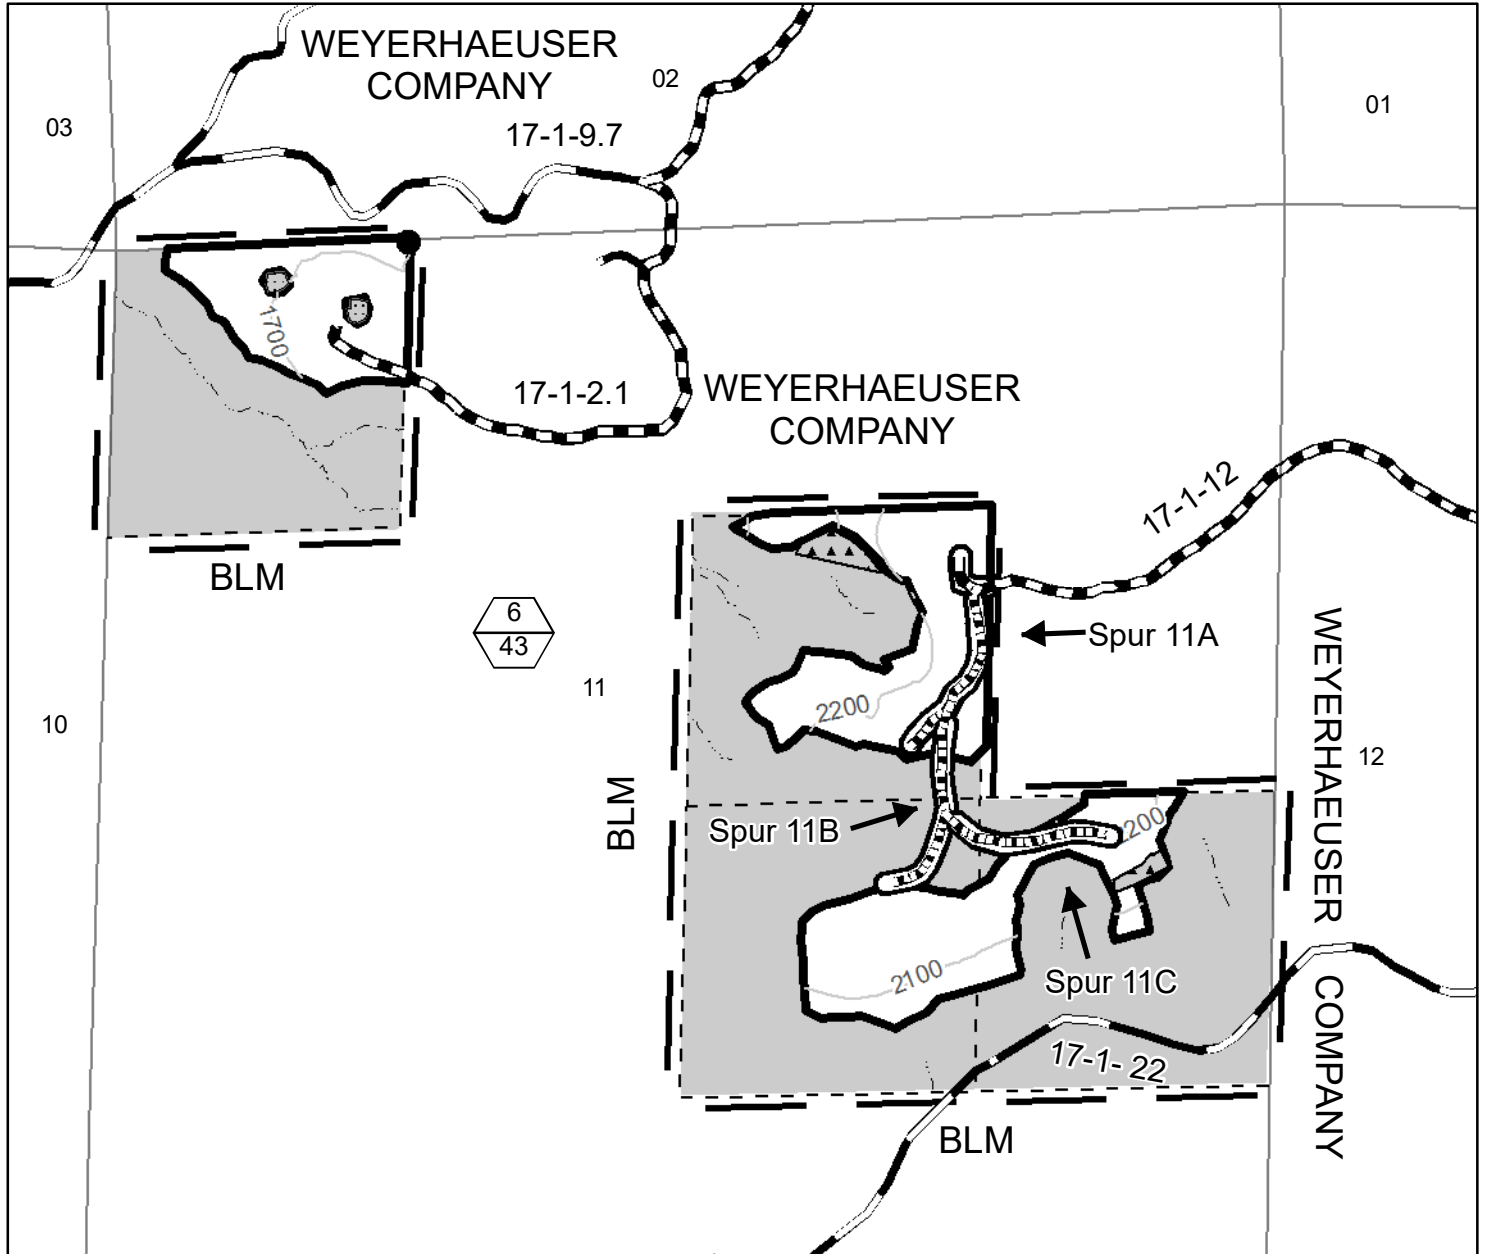 WEYERHAEUSER
COMPANY
02
01
03
17-1-9.7
1700
17-1-2.1
WEYERHAEUSER
COMPANY
17-1-12
BLM
6
43
Spur 11A
11
2200
10
WEYERHAEUSER COMPANY
12
BLM
Spur 11B
200
2100
Spur 11C
17-1- 22
BLM